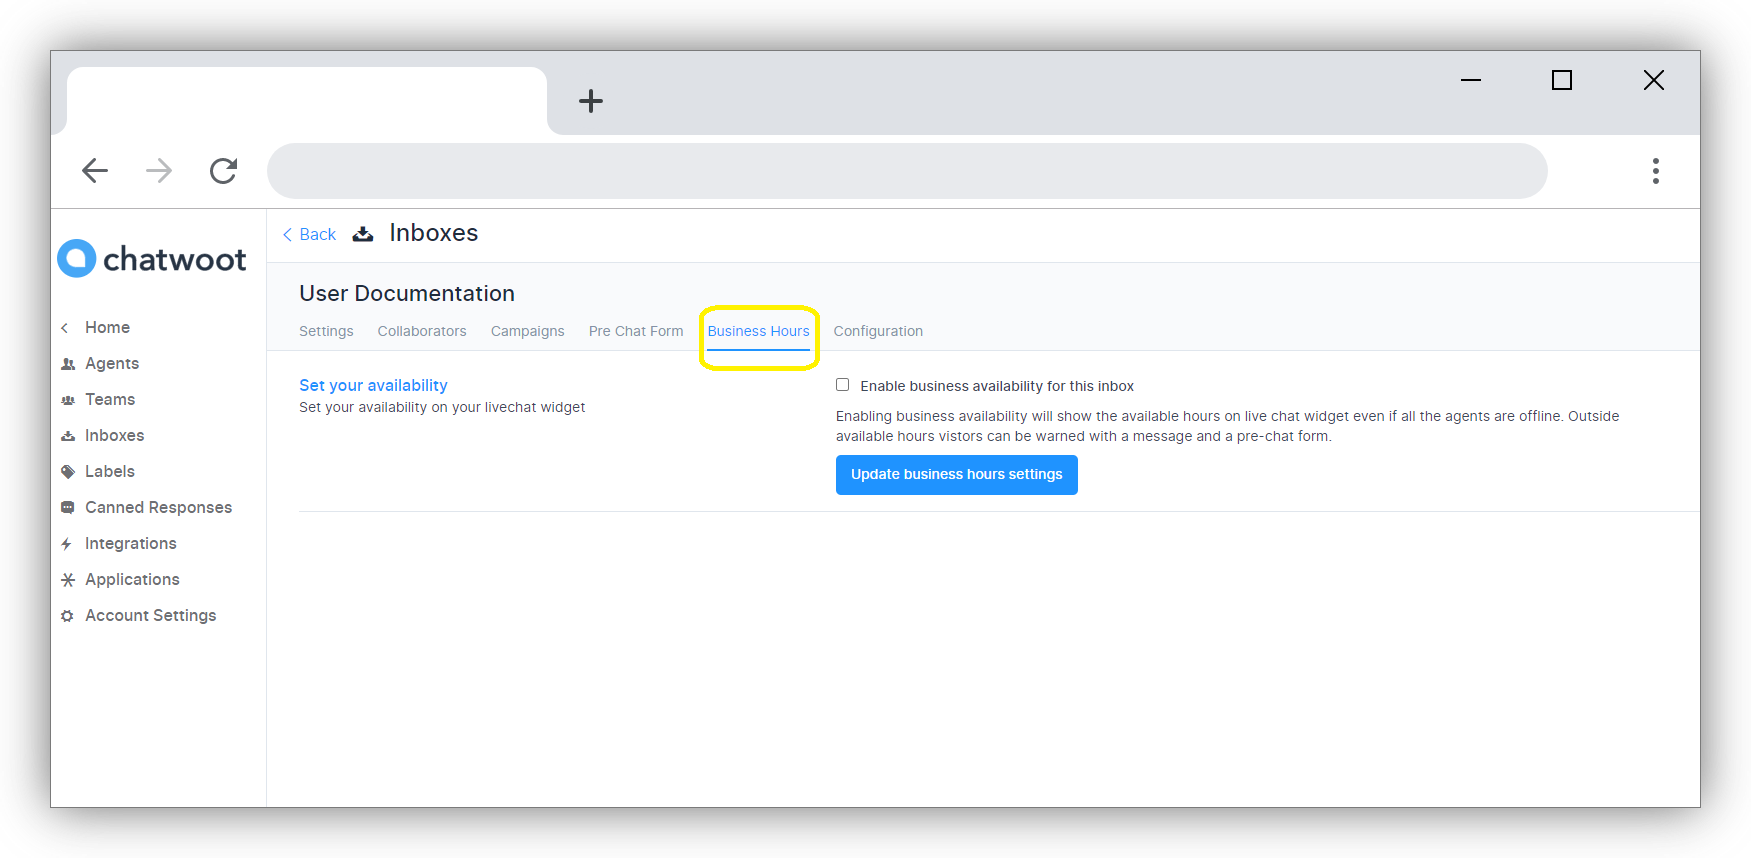 chatwoot
Home
Agents
Teams
Inboxes
Labels
Canned Responses
Integrations
Applications
Account Settings
Back Inboxes
User Documentation
Settings Collaborators Campaigns Pre Chat Form Business Hours Configuration
Set your availability
Set your availability on your livechat widget
Enable business availability for this inbox
Enabling business availability will show the available hours on live chat widget even if all the agents are offline. Outside
available hours vistors can be warned with a message and a pre-chat form.
Update business hours settings